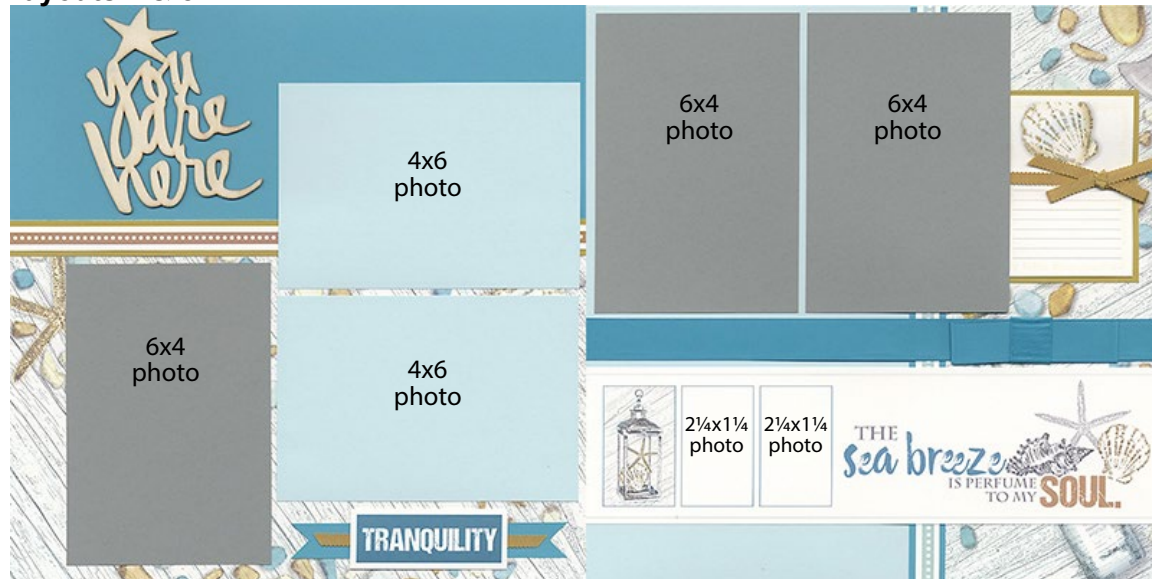 you
are
here
4x6
photo
6x4
photo
4x6
photo
TRANQUILITY
6x4
photo
6x4
photo
2¼x1¼
photo
2¼x1¼
photo
THE
sea breeze
IS PERFUME
TO MY SOUL.